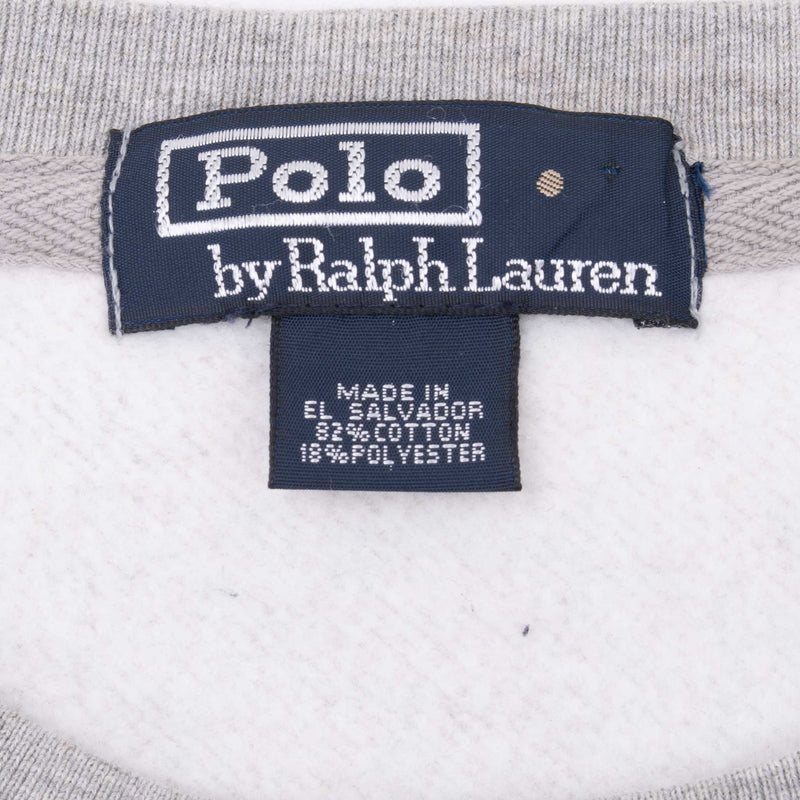 Polo
by Ralph Lauren
MADE IN
EL SALVADOR
82%COTTON
18%POLYESTER